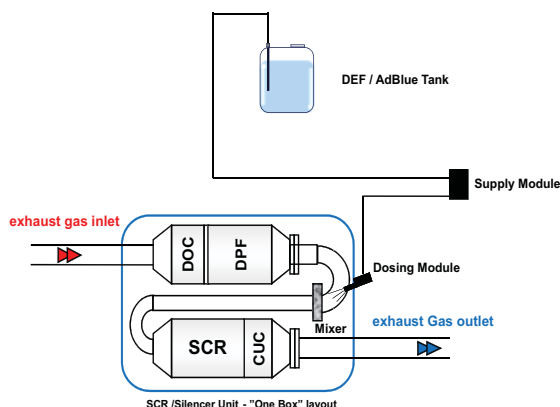 DEF / AdBlue Tank
Supply Module
exhaust gas inlet
DOC
DPF
Dosing Module
Mixer
exhaust Gas outlet
SCR
CUC
SCR /Silencer Unit - "One Box" layout